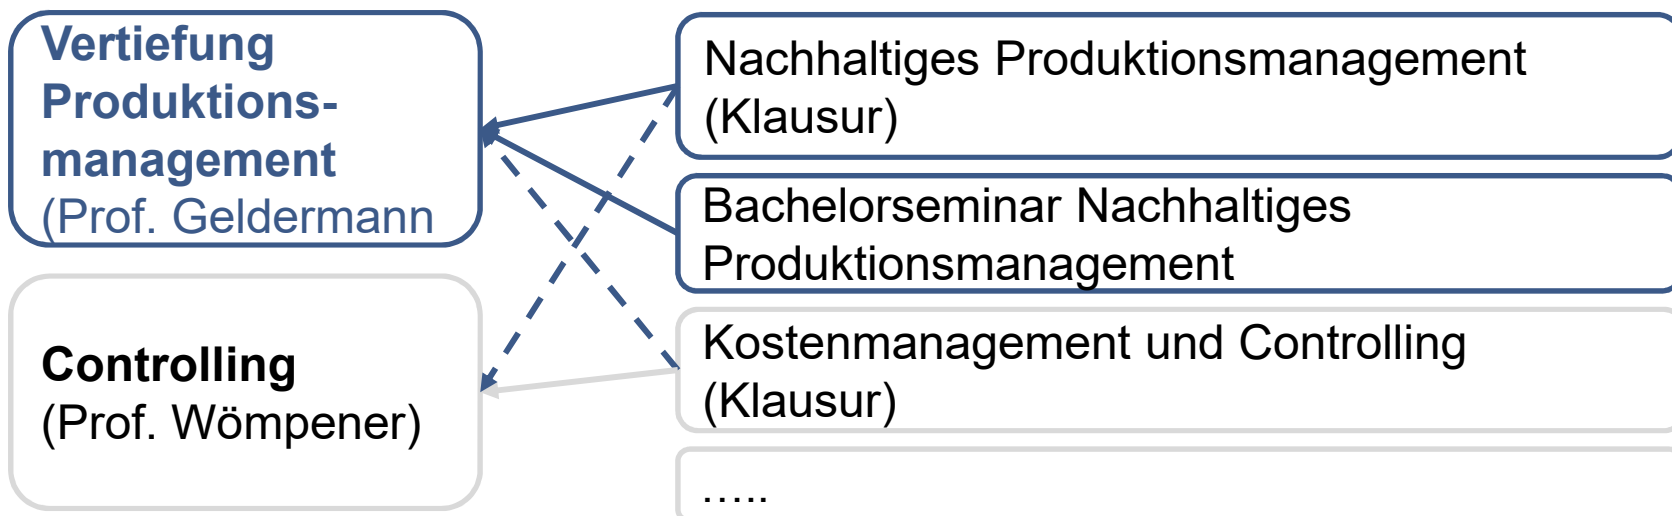 Vertiefung
Produktions-
management
(Prof. Geldermann
Controlling
(Prof. Wömpener)
Nachhaltiges Produktionsmanagement
(Klausur)
Bachelorseminar Nachhaltiges
Produktionsmanagement
Kostenmanagement und Controlling
(Klausur)
…..